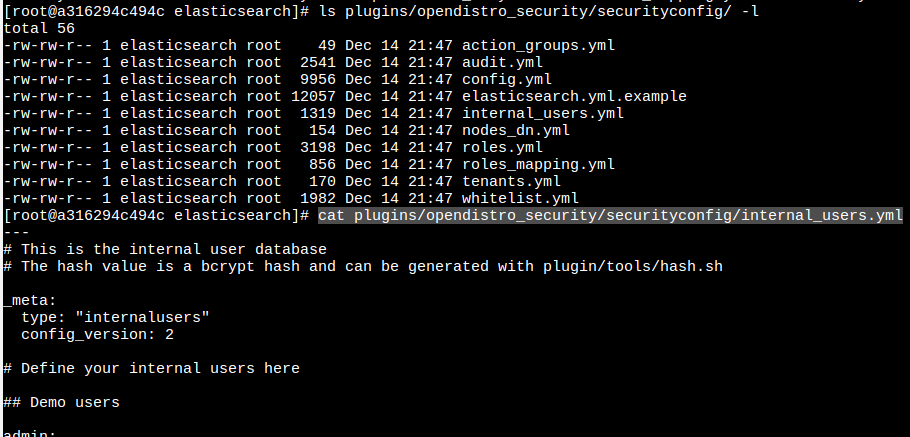 [root@a316294c494c elasticsearch]# ls plugins/opendistro_security/securityconfig/ -l
total 56
-rw-rw-r-- 1 elasticsearch root    49 Dec 14 21:47 action_groups.yml
-rw-rw-r-- 1 elasticsearch root  2541 Dec 14 21:47 audit.yml
-rw-rw-r-- 1 elasticsearch root  9956 Dec 14 21:47 config.yml
-rw-rw-r-- 1 elasticsearch root 12057 Dec 14 21:47 elasticsearch.yml.example
-rw-rw-r-- 1 elasticsearch root  1319 Dec 14 21:47 internal_users.yml
-rw-rw-r-- 1 elasticsearch root   154 Dec 14 21:47 nodes_dn.yml
-rw-rw-r-- 1 elasticsearch root  3198 Dec 14 21:47 roles.yml
-rw-rw-r-- 1 elasticsearch root   856 Dec 14 21:47 roles_mapping.yml
-rw-rw-r-- 1 elasticsearch root   170 Dec 14 21:47 tenants.yml
-rw-rw-r-- 1 elasticsearch root  1982 Dec 14 21:47 whitelist.yml
[root@a316294c494c elasticsearch]# cat plugins/opendistro_security/securityconfig/internal_users.yml
---
# This is the internal user database
# The hash value is a bcrypt hash and can be generated with plugin/tools/hash.sh

_meta:
  type: "internalusers"
  config_version: 2

# Define your internal users here

## Demo users

admin: